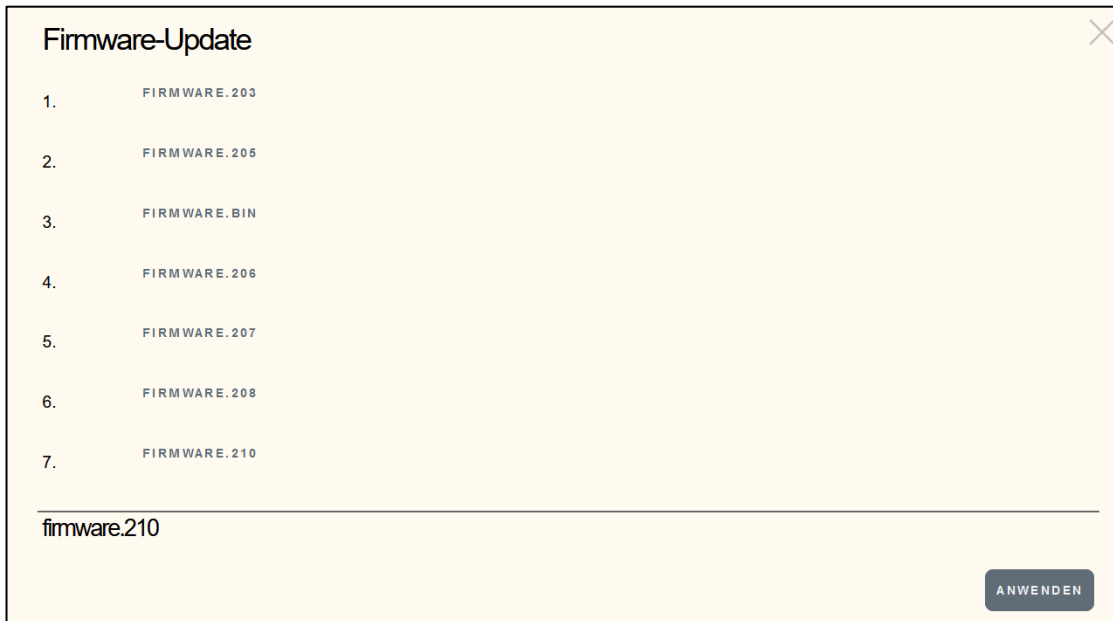 Firmware-Update
1. FIRMWARE.203
2. FIRMWARE.205
3. FIRMWARE.BIN
4. FIRMWARE.206
5. FIRMWARE.207
6. FIRMWARE.208
7. FIRMWARE.210
firmware.210
ANWENDEN